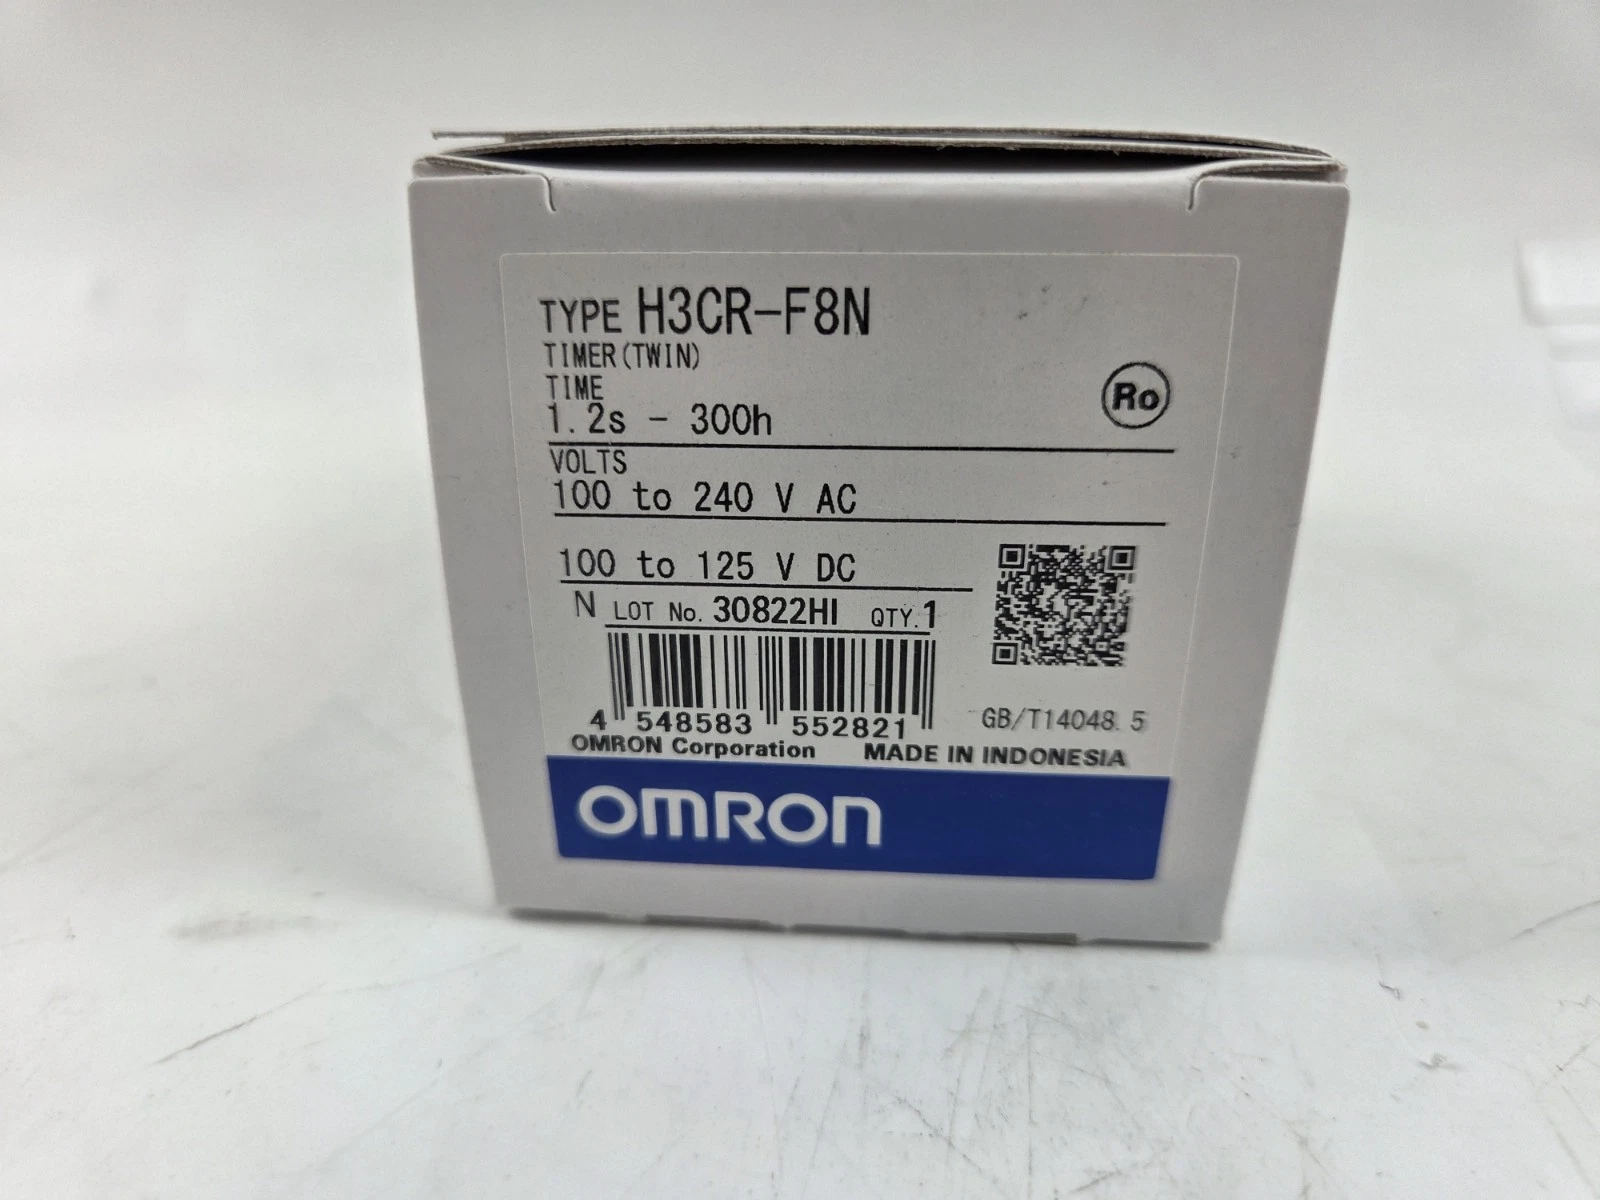 TYPE H3CR-F8N
TIMER(TWIN)
TIME
1.2s - 300h
Ro
VOLTS
100 to 240 V AC
100 to 125 V DC
N LOT No. 30822HI QTY.1
4 548583 552821
GB/T14048.5
OMRON Corporation MADE IN INDONESIA
OMRON